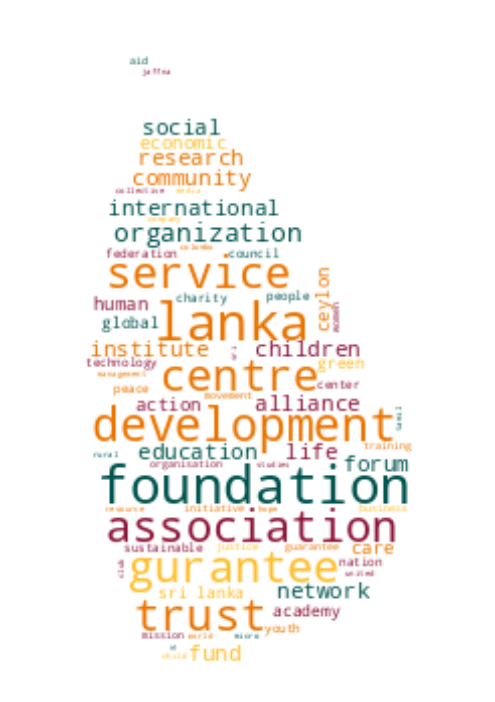 aid
jaffna
social
economic
research
community
collective media
international
company
organization
colombo
federation council
service
ceylon
human charity people
women
global lanka
institute children
technology green
management centre
peace center
movement
action alliance
development
tamil
training
education life
rural
organisation studies forum
foundation
resource initiative hope business
association
sustainable justice guarantee care
gurantee nation
club united
sri lanka network
trust academy
youth
mission world micro
child fund